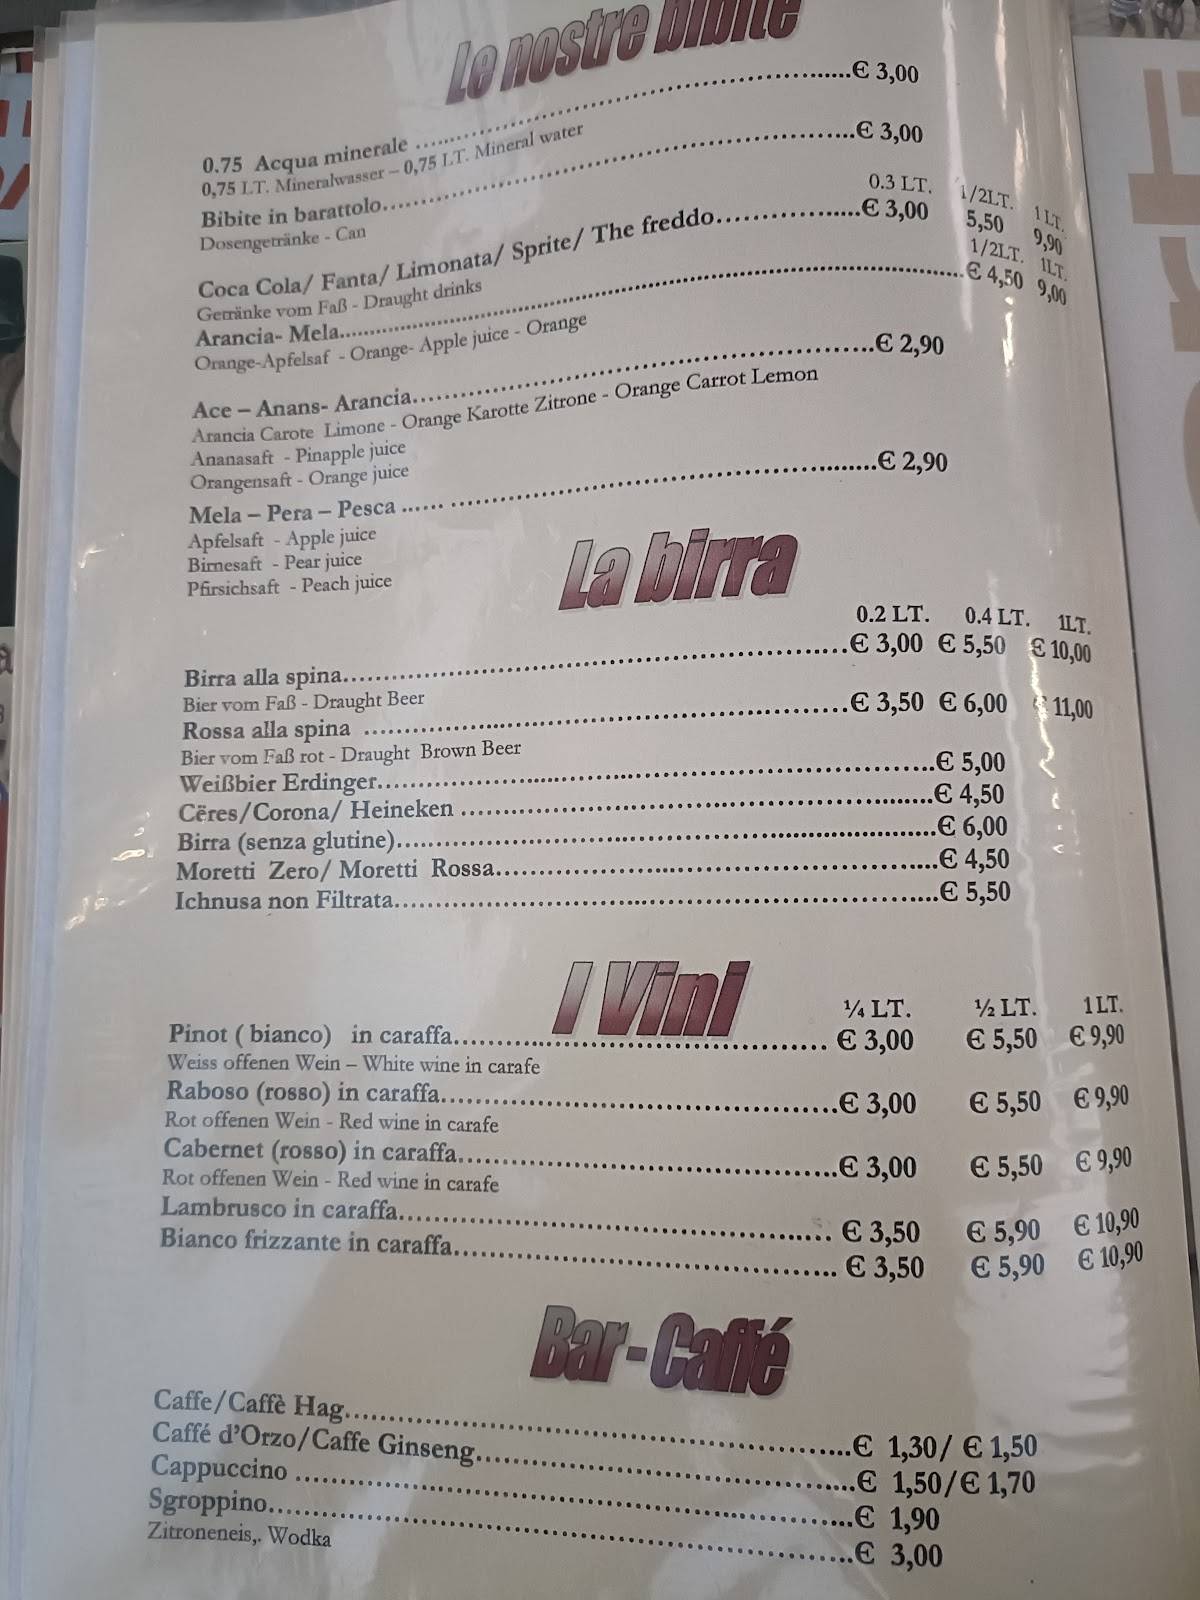 Le nostre bibite
0.75 Acqua minerale ................€ 3,00
0,75 LT. Mineralwasser – 0,75 LT. Mineral water
Bibite in barattolo................€ 3,00
Dosengetränke - Can
0.3 LT. 1/2LT. 1 LT.
Coca Cola/ Fanta/ Limonata/ Sprite/ The freddo................€ 3,00 5,50 9,90
Getränke vom Faß - Draught drinks
1/2LT. 1LT.
Arancia- Mela................€ 4,50 9,00
Orange-Apfelsaf - Orange- Apple juice - Orange
Ace – Anans- Arancia................€ 2,90
Arancia Carote Limone - Orange Karotte Zitrone - Orange Carrot Lemon
Ananasaft - Pinapple juice
Orangensaft - Orange juice
Mela – Pera – Pesca ................€ 2,90
Apfelsaft - Apple juice
Birnesaft - Pear juice
Pfirsichsaft - Peach juice
La birra
0.2 LT. 0.4 LT. 1LT.
Birra alla spina................€ 3,00 € 5,50 € 10,00
Bier vom Faß - Draught Beer
Rossa alla spina ................€ 3,50 € 6,00 € 11,00
Bier vom Faß rot - Draught Brown Beer
Weißbier Erdinger................€ 5,00
Cëres/Corona/ Heineken ................€ 4,50
Birra (senza glutine)................€ 6,00
Moretti Zero/ Moretti Rossa................€ 4,50
Ichnusa non Filtrata................€ 5,50
I Vini
¼ LT. ½ LT. 1 LT.
Pinot ( bianco) in caraffa................ € 3,00 € 5,50 € 9,90
Weiss offenen Wein – White wine in carafe
Raboso (rosso) in caraffa................€ 3,00 € 5,50 € 9,90
Rot offenen Wein - Red wine in carafe
Cabernet (rosso) in caraffa................€ 3,00 € 5,50 € 9,90
Rot offenen Wein - Red wine in carafe
Lambrusco in caraffa................ € 3,50 € 5,90 € 10,90
Bianco frizzante in caraffa................ € 3,50 € 5,90 € 10,90
Bar - Caffé
Caffe/Caffè Hag................€ 1,30/ € 1,50
Caffé d'Orzo/Caffe Ginseng................€ 1,50/€ 1,70
Cappuccino ................€ 1,90
Sgroppino................€ 3,00
Zitroneneis,. Wodka